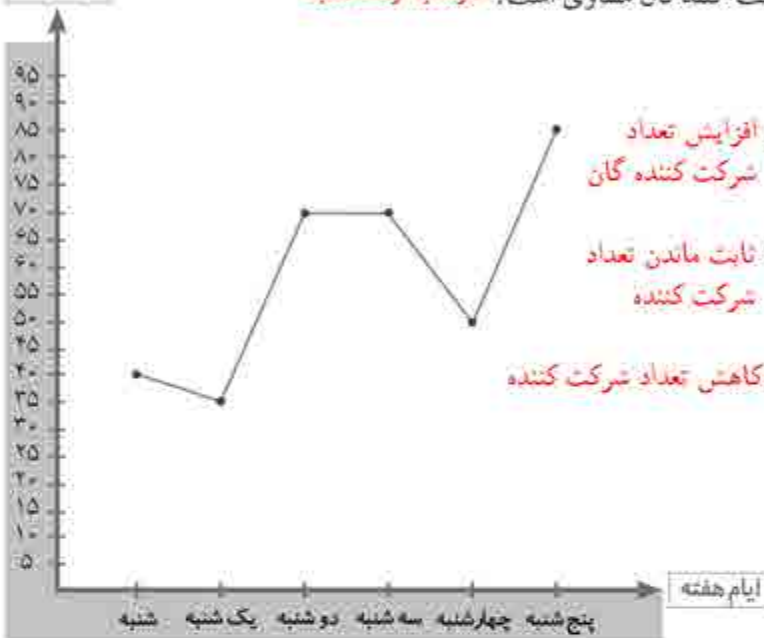 افزایش تعداد
شرکت کننده گان
ثابت ماندن تعداد
شرکت کننده
کاهش تعداد شرکت کننده
۹۵
۹۰
۸۵
۸۰
۷۵
۷۰
۶۵
۶۰
۵۵
۵۰
۴۵
۴۰
۳۵
۳۰
۲۵
۲۰
۱۵
۱۰
۵
شنبه یک شنبه دو شنبه سه شنبه چهارشنبه پنج شنبه
ایام هفته